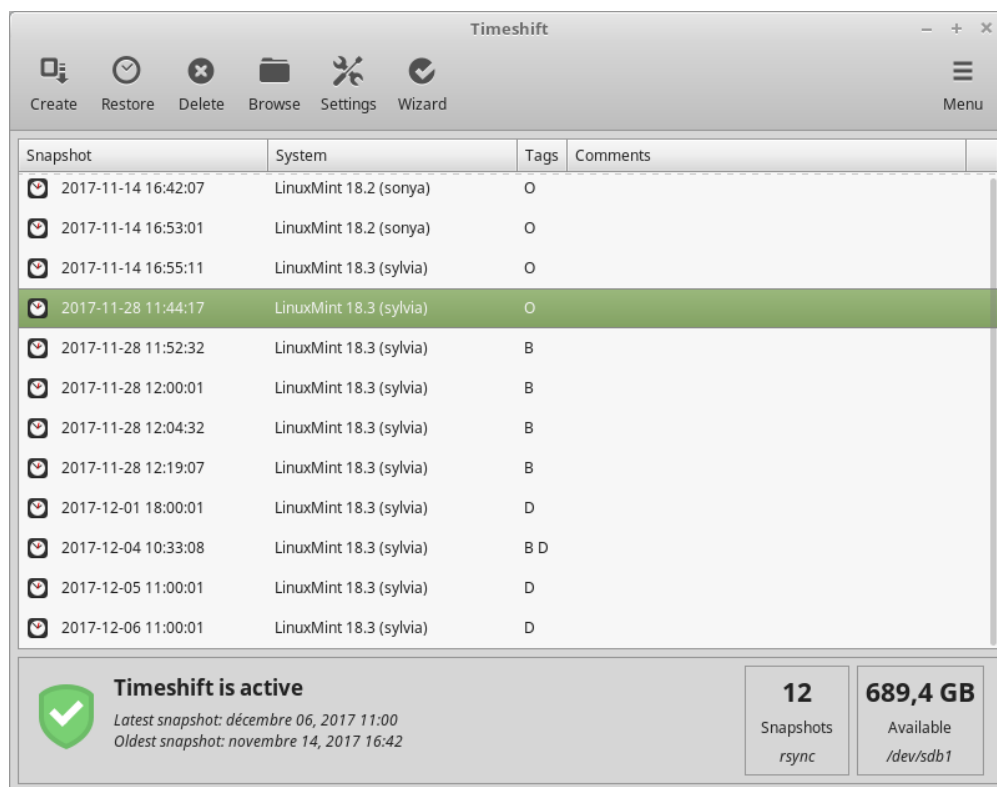 Timeshift
Create Restore Delete Browse Settings Wizard Menu
Snapshot System Tags Comments
2017-11-14 16:42:07 LinuxMint 18.2 (sonya) O
2017-11-14 16:53:01 LinuxMint 18.2 (sonya) O
2017-11-14 16:55:11 LinuxMint 18.3 (sylvia) O
2017-11-28 11:44:17 LinuxMint 18.3 (sylvia) O
2017-11-28 11:52:32 LinuxMint 18.3 (sylvia) B
2017-11-28 12:00:01 LinuxMint 18.3 (sylvia) B
2017-11-28 12:04:32 LinuxMint 18.3 (sylvia) B
2017-11-28 12:19:07 LinuxMint 18.3 (sylvia) B
2017-12-01 18:00:01 LinuxMint 18.3 (sylvia) D
2017-12-04 10:33:08 LinuxMint 18.3 (sylvia) B D
2017-12-05 11:00:01 LinuxMint 18.3 (sylvia) D
2017-12-06 11:00:01 LinuxMint 18.3 (sylvia) D
Timeshift is active
Latest snapshot: décembre 06, 2017 11:00
Oldest snapshot: novembre 14, 2017 16:42
12
Snapshots
rsync
689,4 GB
Available
/dev/sdb1